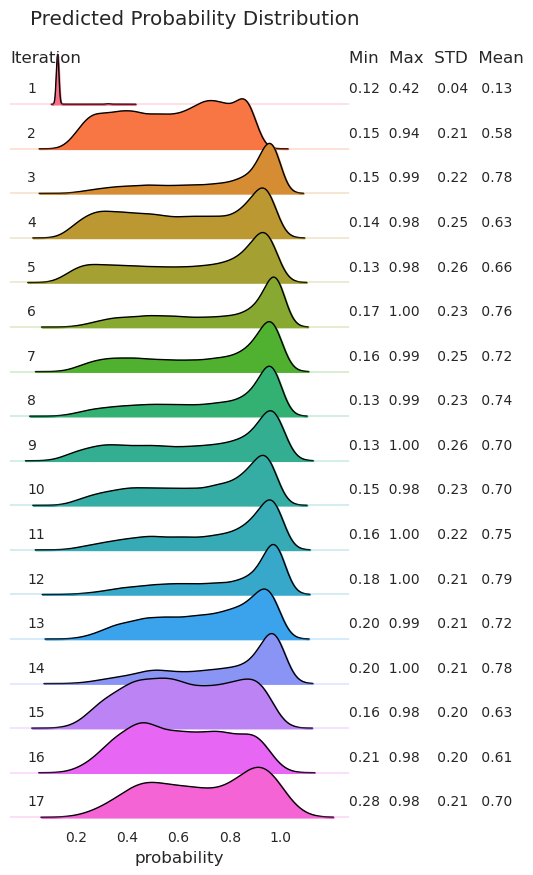 Predicted Probability Distribution
Iteration Min Max STD Mean
1 0.12 0.42 0.04 0.13
2 0.15 0.94 0.21 0.58
3 0.15 0.99 0.22 0.78
4 0.14 0.98 0.25 0.63
5 0.13 0.98 0.26 0.66
6 0.17 1.00 0.23 0.76
7 0.16 0.99 0.25 0.72
8 0.13 0.99 0.23 0.74
9 0.13 1.00 0.26 0.70
10 0.15 0.98 0.23 0.70
11 0.16 1.00 0.22 0.75
12 0.18 1.00 0.21 0.79
13 0.20 0.99 0.21 0.72
14 0.20 1.00 0.21 0.78
15 0.16 0.98 0.20 0.63
16 0.21 0.98 0.20 0.61
17 0.28 0.98 0.21 0.70
0.2 0.4 0.6 0.8 1.0
probability